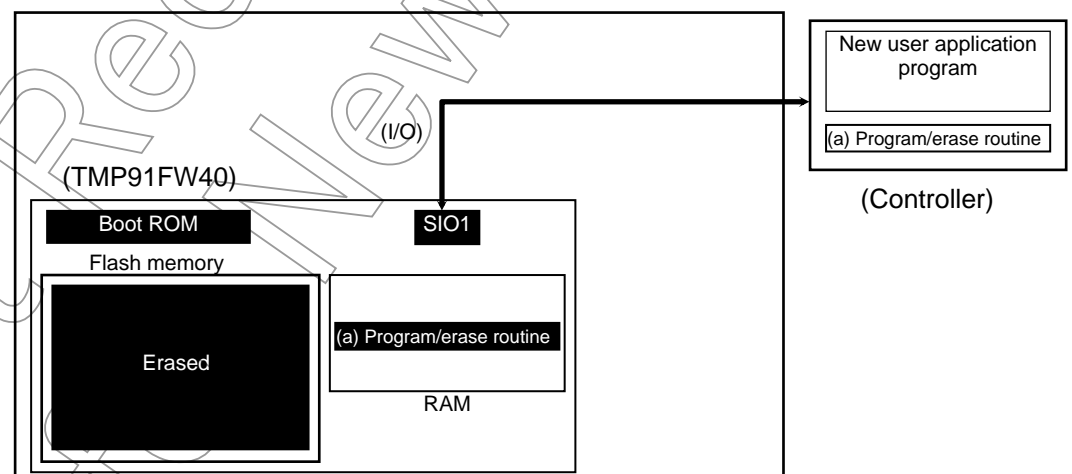 New user application
program
(I/O)
(a) Program/erase routine
(TMP91FW40)
(Controller)
Boot ROM
SIO1
Flash memory
(a) Program/erase routine
Erased
RAM